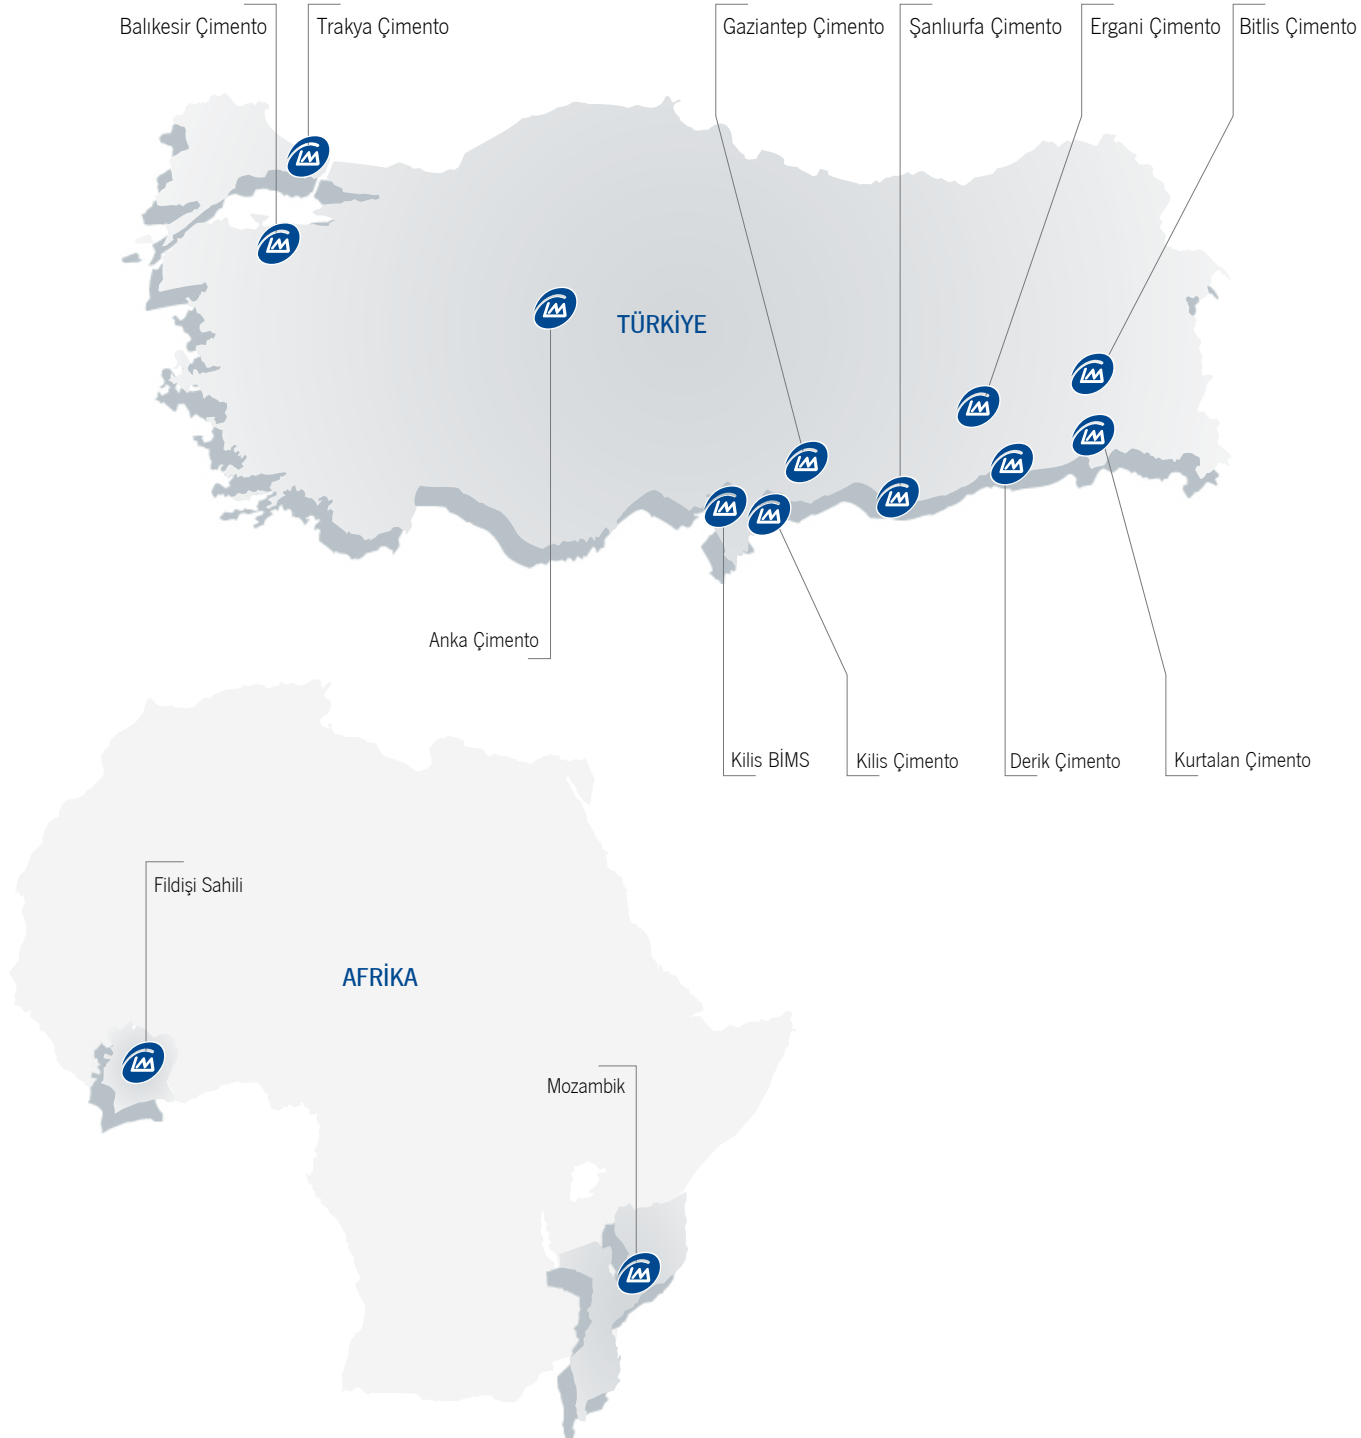 Balıkesir Çimento
Trakya Çimento
Gaziantep Çimento
Şanlıurfa Çimento
Ergani Çimento
Bitlis Çimento
TÜRKİYE
Anka Çimento
Kilis BİMS
Kilis Çimento
Derik Çimento
Kurtalan Çimento
Fildişi Sahili
AFRİKA
Mozambik